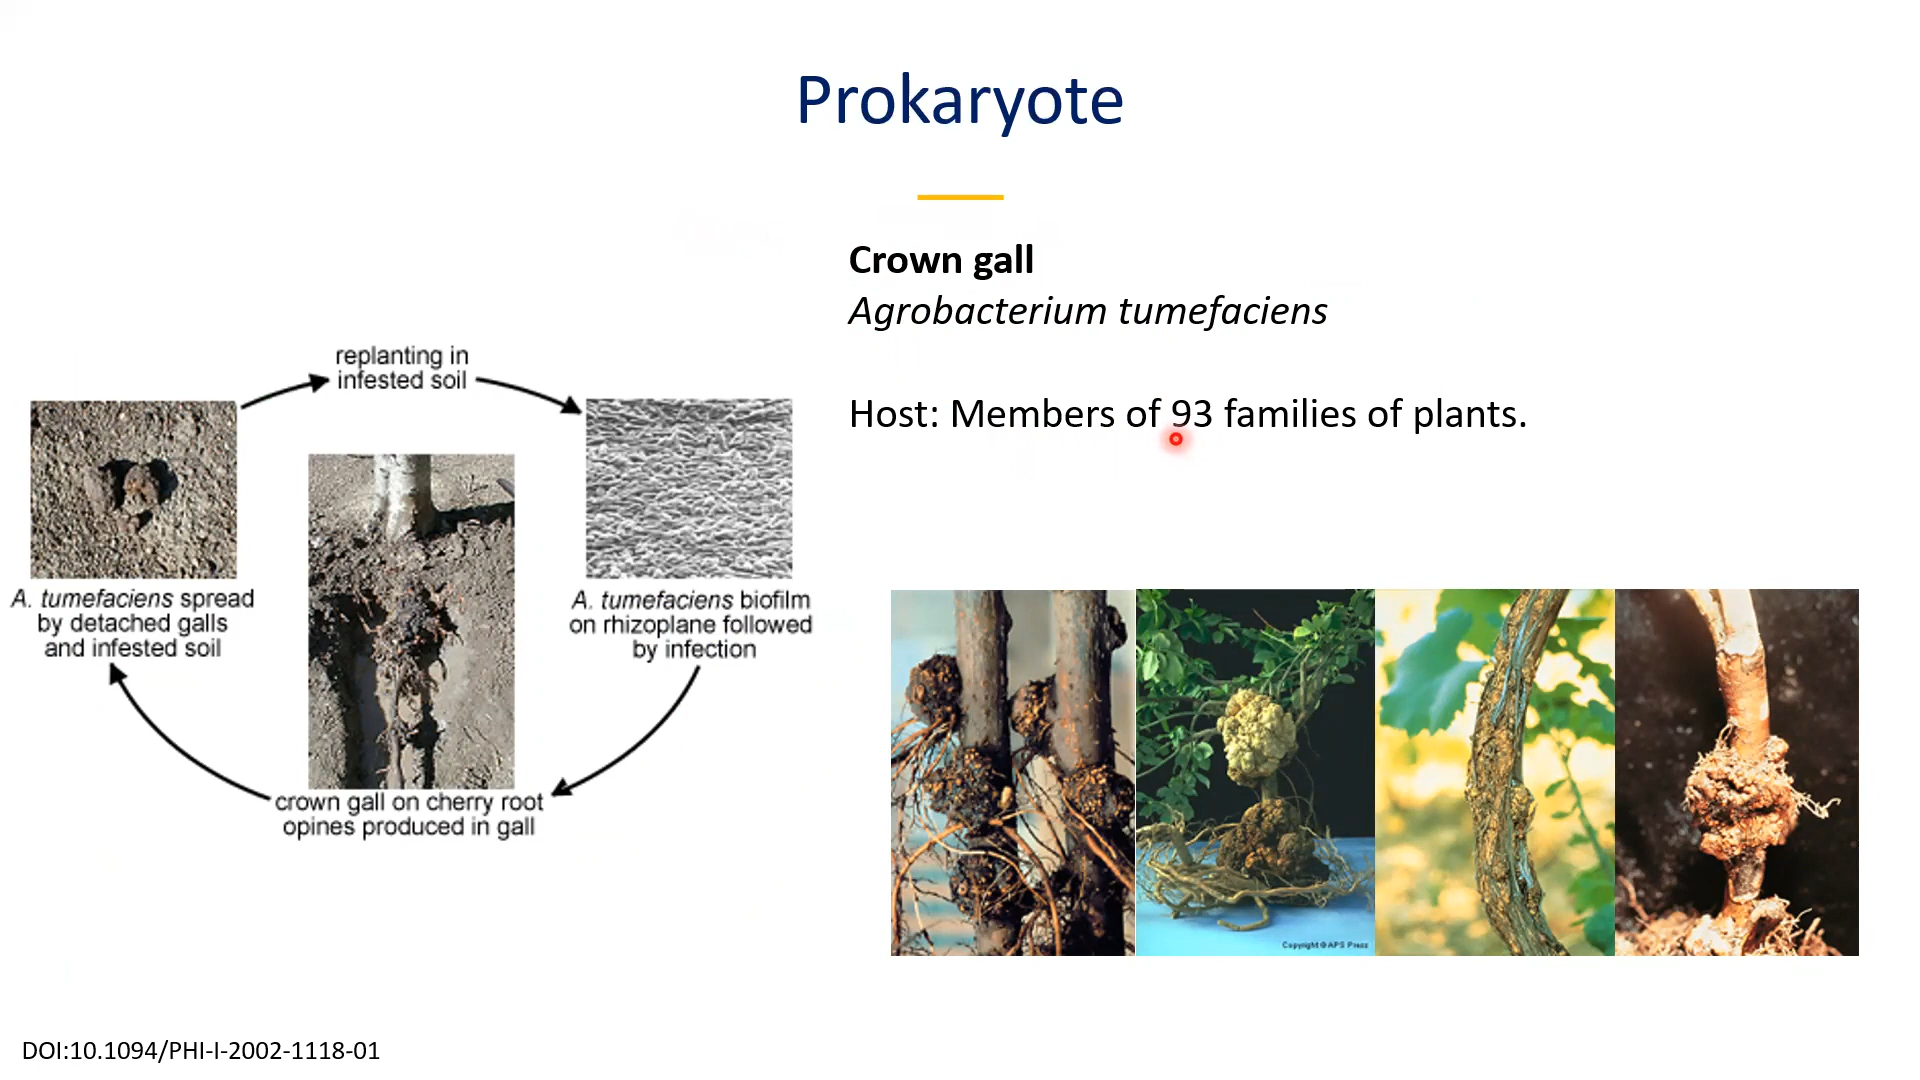 Prokaryote
Crown gall
Agrobacterium tumefaciens
Host: Members of 93 families of plants.
replanting in
infested soil
A. tumefaciens spread
by detached galls
and infested soil
A. tumefaciens biofilm
on rhizoplane followed
by infection
crown gall on cherry root
opines produced in gall
Copyright © APS Press
DOI:10.1094/PHI-I-2002-1118-01